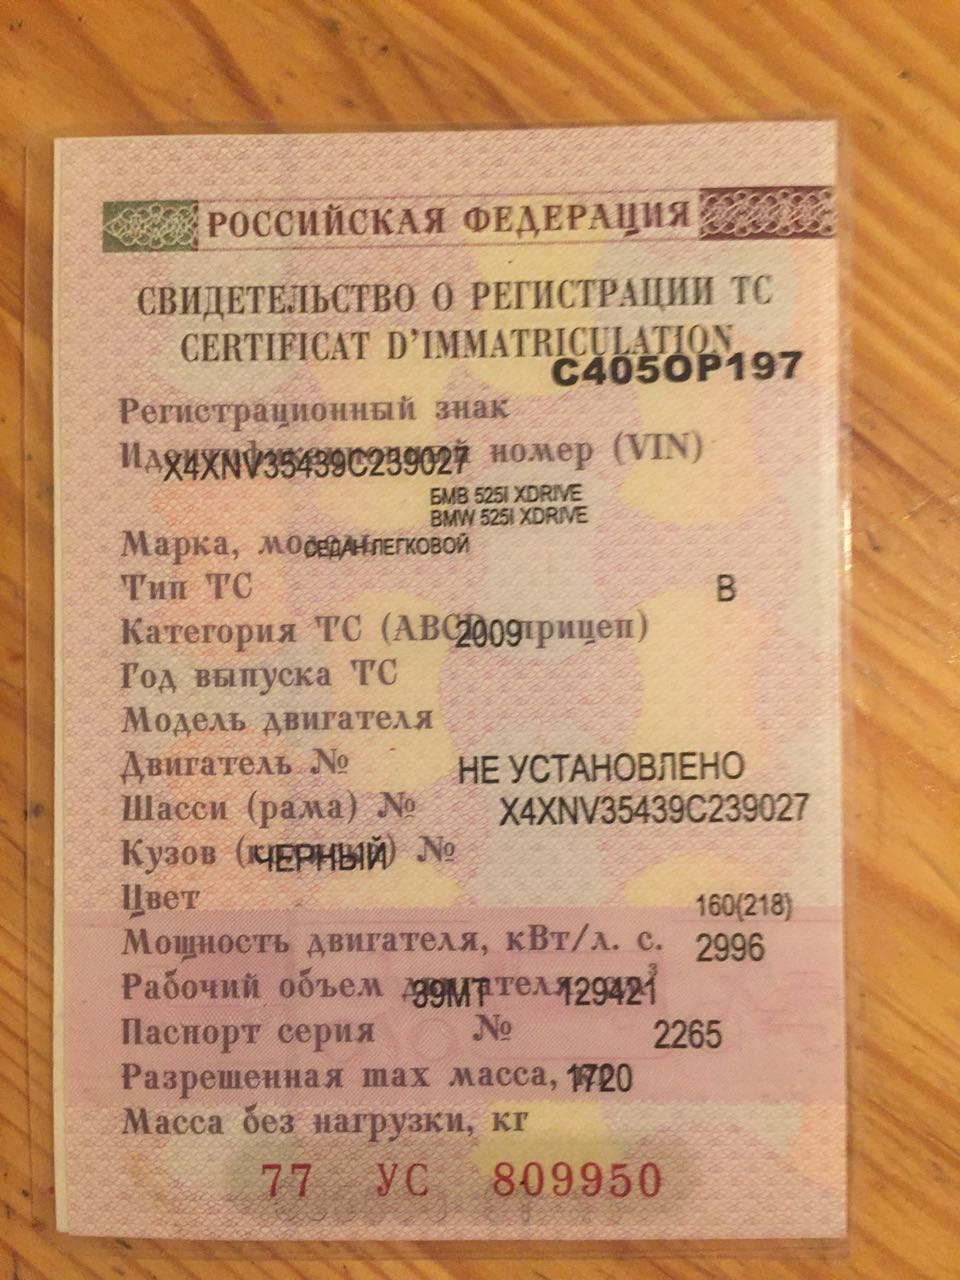 РОССИЙСКАЯ ФЕДЕРАЦИЯ
СВИДЕТЕЛЬСТВО О РЕГИСТРАЦИИ ТС
CERTIFICAT D'IMMATRICULATION
С405ОР197
Регистрационный знак
Идентификационный номер (VIN)
X4XNV35439C239027
БМВ 525I XDRIVE
BMW 525I XDRIVE
Марка, модель
СЕДАН ЛЕГКОВОЙ
Тип ТС
B
Категория ТС (ABCD, прицеп)
2009
Год выпуска ТС
Модель двигателя
Двигатель №
НЕ УСТАНОВЛЕНО
Шасси (рама) №
X4XNV35439C239027
Кузов (кабина) №
ЧЕРНЫЙ
Цвет
160(218)
Мощность двигателя, кВт/л. с.
2996
Рабочий объем двигателя, см³
39МТ 129421
Паспорт серия №
2265
Разрешенная max масса, кг
1720
Масса без нагрузки, кг
77 УС 809950